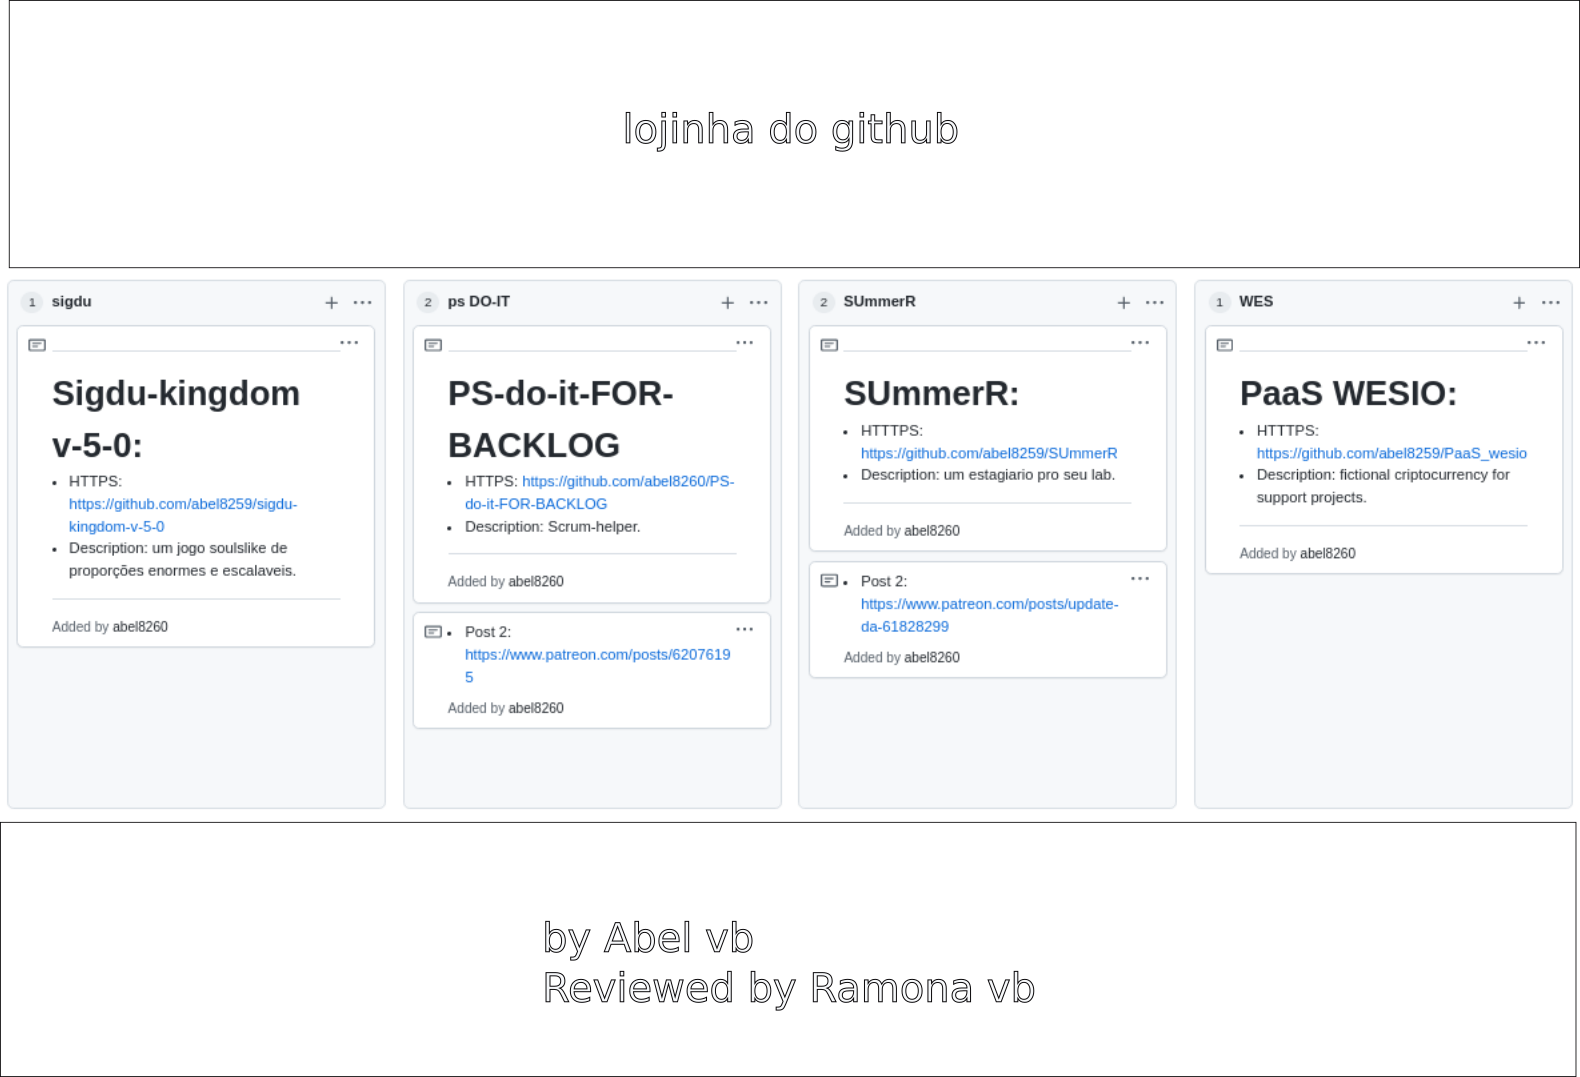 lojinha do github
1 sigdu
Sigdu-kingdom
v-5-0:
HTTPS:
https://github.com/abel8259/sigdu-
kingdom-v-5-0
Description: um jogo soulslike de
proporções enormes e escalaveis.
Added by abel8260
2 ps DO-IT
PS-do-it-FOR-
BACKLOG
HTTPS: https://github.com/abel8260/PS-
do-it-FOR-BACKLOG
Description: Scrum-helper.
Added by abel8260
Post 2:
https://www.patreon.com/posts/6207619
5
Added by abel8260
2 SUmmerR
SUmmerR:
HTTTPS:
https://github.com/abel8259/SUmmerR
Description: um estagiario pro seu lab.
Added by abel8260
Post 2:
https://www.patreon.com/posts/update-
da-61828299
Added by abel8260
1 WES
PaaS WESIO:
HTTTPS:
https://github.com/abel8259/PaaS_wesio
Description: fictional criptocurrency for
support projects.
Added by abel8260
by Abel vb
Reviewed by Ramona vb